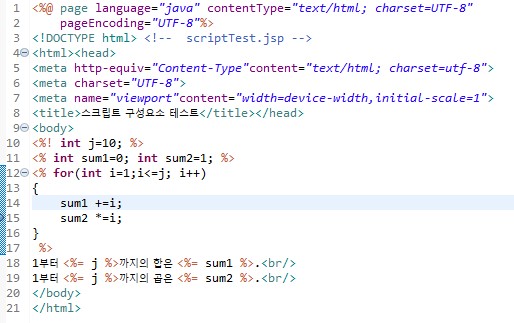 1 <%@ page language="java" contentType="text/html; charset=UTF-8"
2 pageEncoding="UTF-8"%>
3 <!DOCTYPE html> <!-- scriptTest.jsp -->
4 <html><head>
5 <meta http-equiv="Content-Type"content="text/html; charset=utf-8">
6 <meta charset="UTF-8">
7 <meta name="viewport"content="width=device-width,initial-scale=1">
8 <title>스크립트 구성요소 테스트</title></head>
9 <body>
10 <%! int j=10; %>
11 <% int sum1=0; int sum2=1; %>
12 <% for(int i=1;i<=j; i++)
13 {
14 sum1 +=i;
15 sum2 *=i;
16 }
17 %>
18 1부터 <%= j %>까지의 합은 <%= sum1 %>.<br/>
19 1부터 <%= j %>까지의 곱은 <%= sum2 %>.<br/>
20 </body>
21 </html>